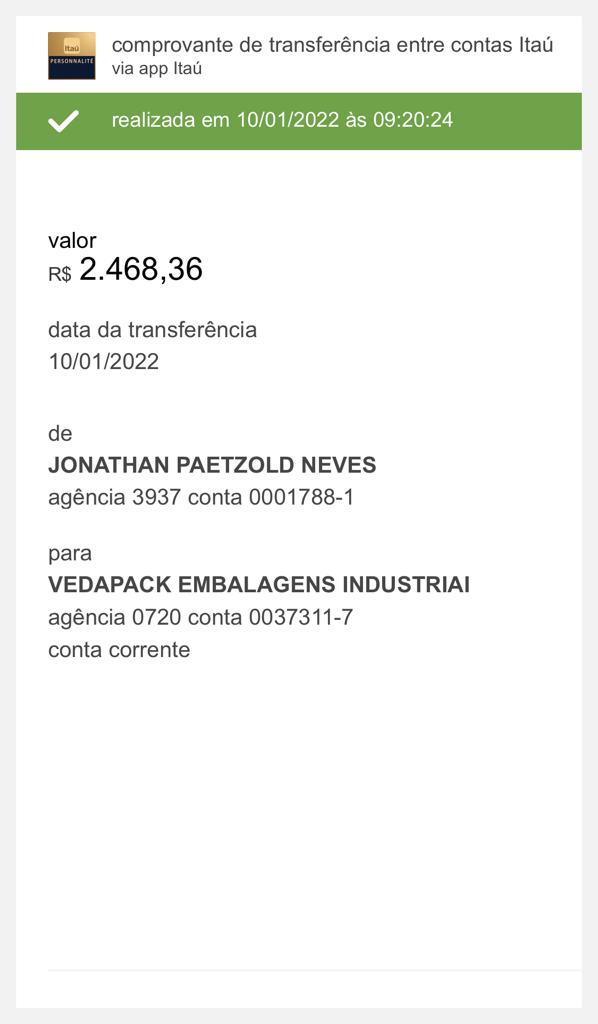 Itaú
PERSONNALITÉ
comprovante de transferência entre contas Itaú
via app Itaú
realizada em 10/01/2022 às 09:20:24
valor
R$ 2.468,36
data da transferência
10/01/2022
de
JONATHAN PAETZOLD NEVES
agência 3937 conta 0001788-1
para
VEDAPACK EMBALAGENS INDUSTRIAI
agência 0720 conta 0037311-7
conta corrente